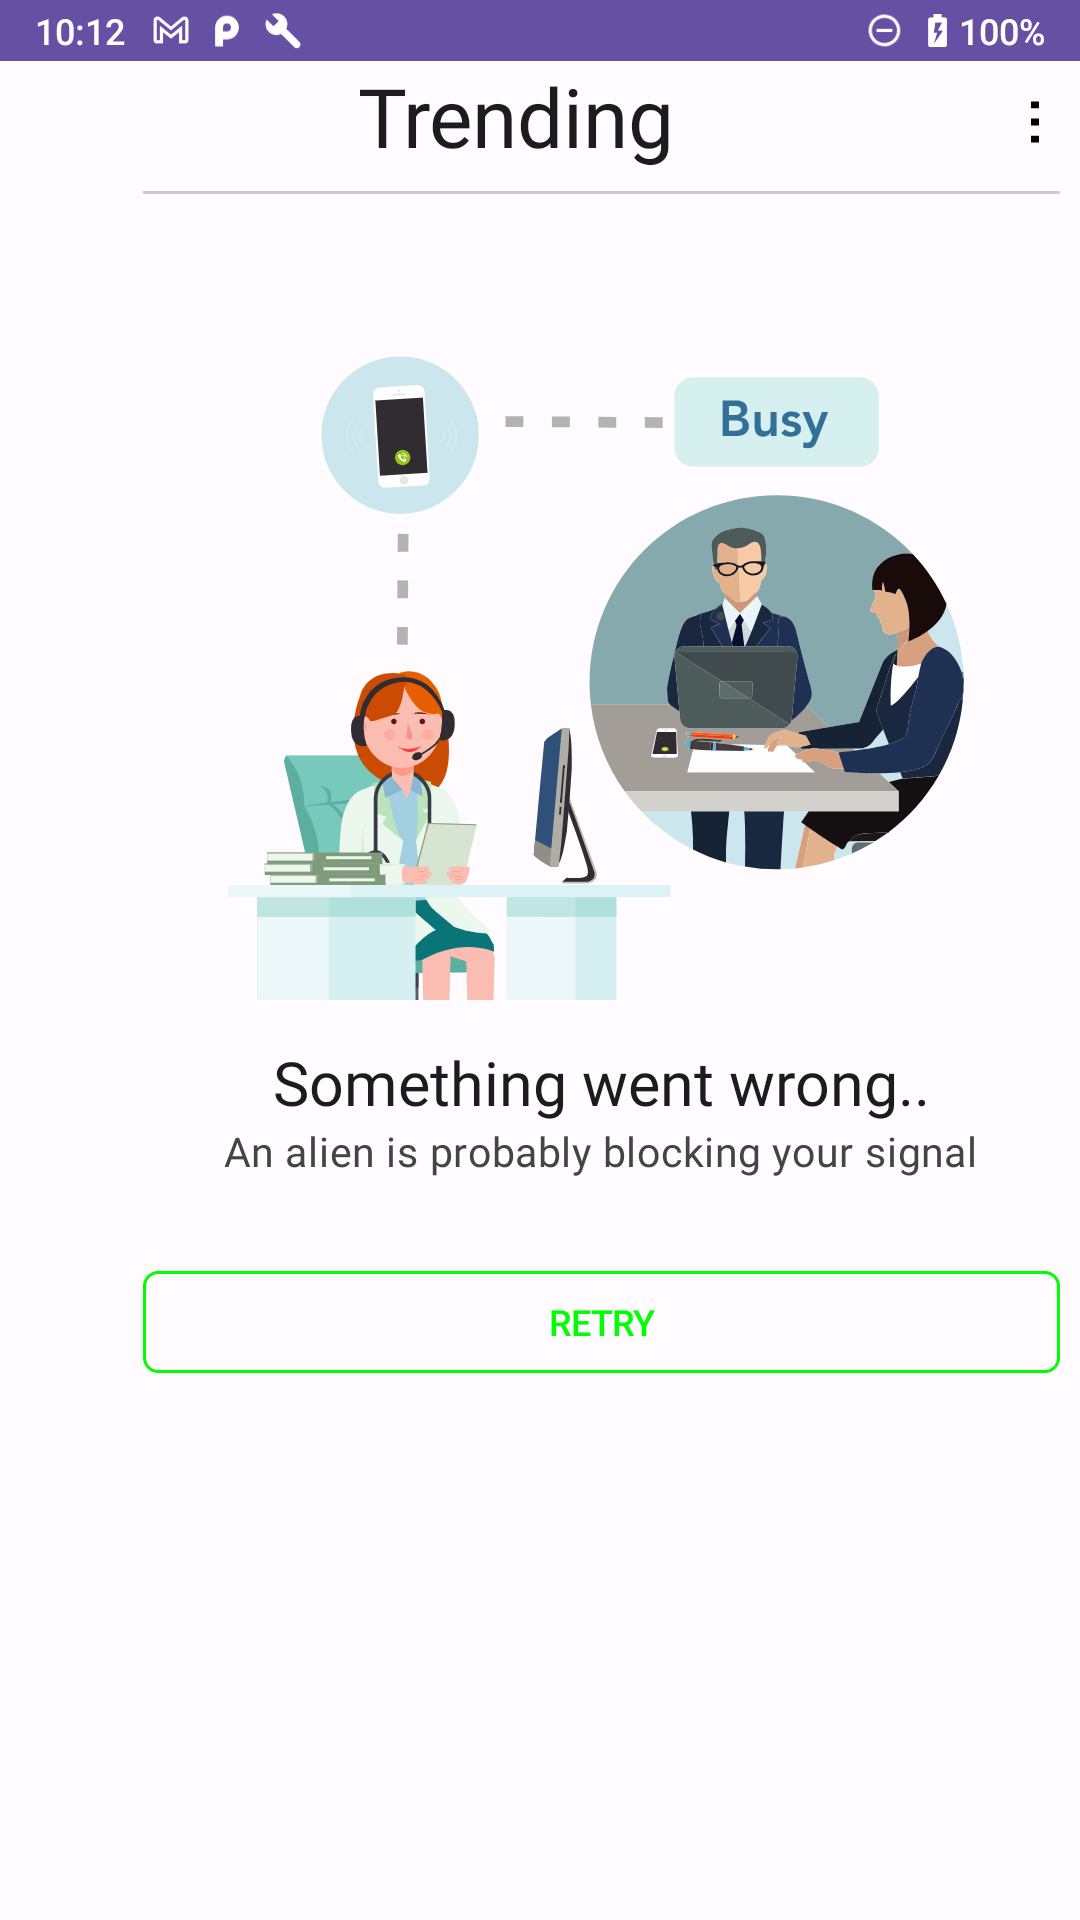 10:12
100%
Trending
Busy
Something went wrong..
An alien is probably blocking your signal
RETRY